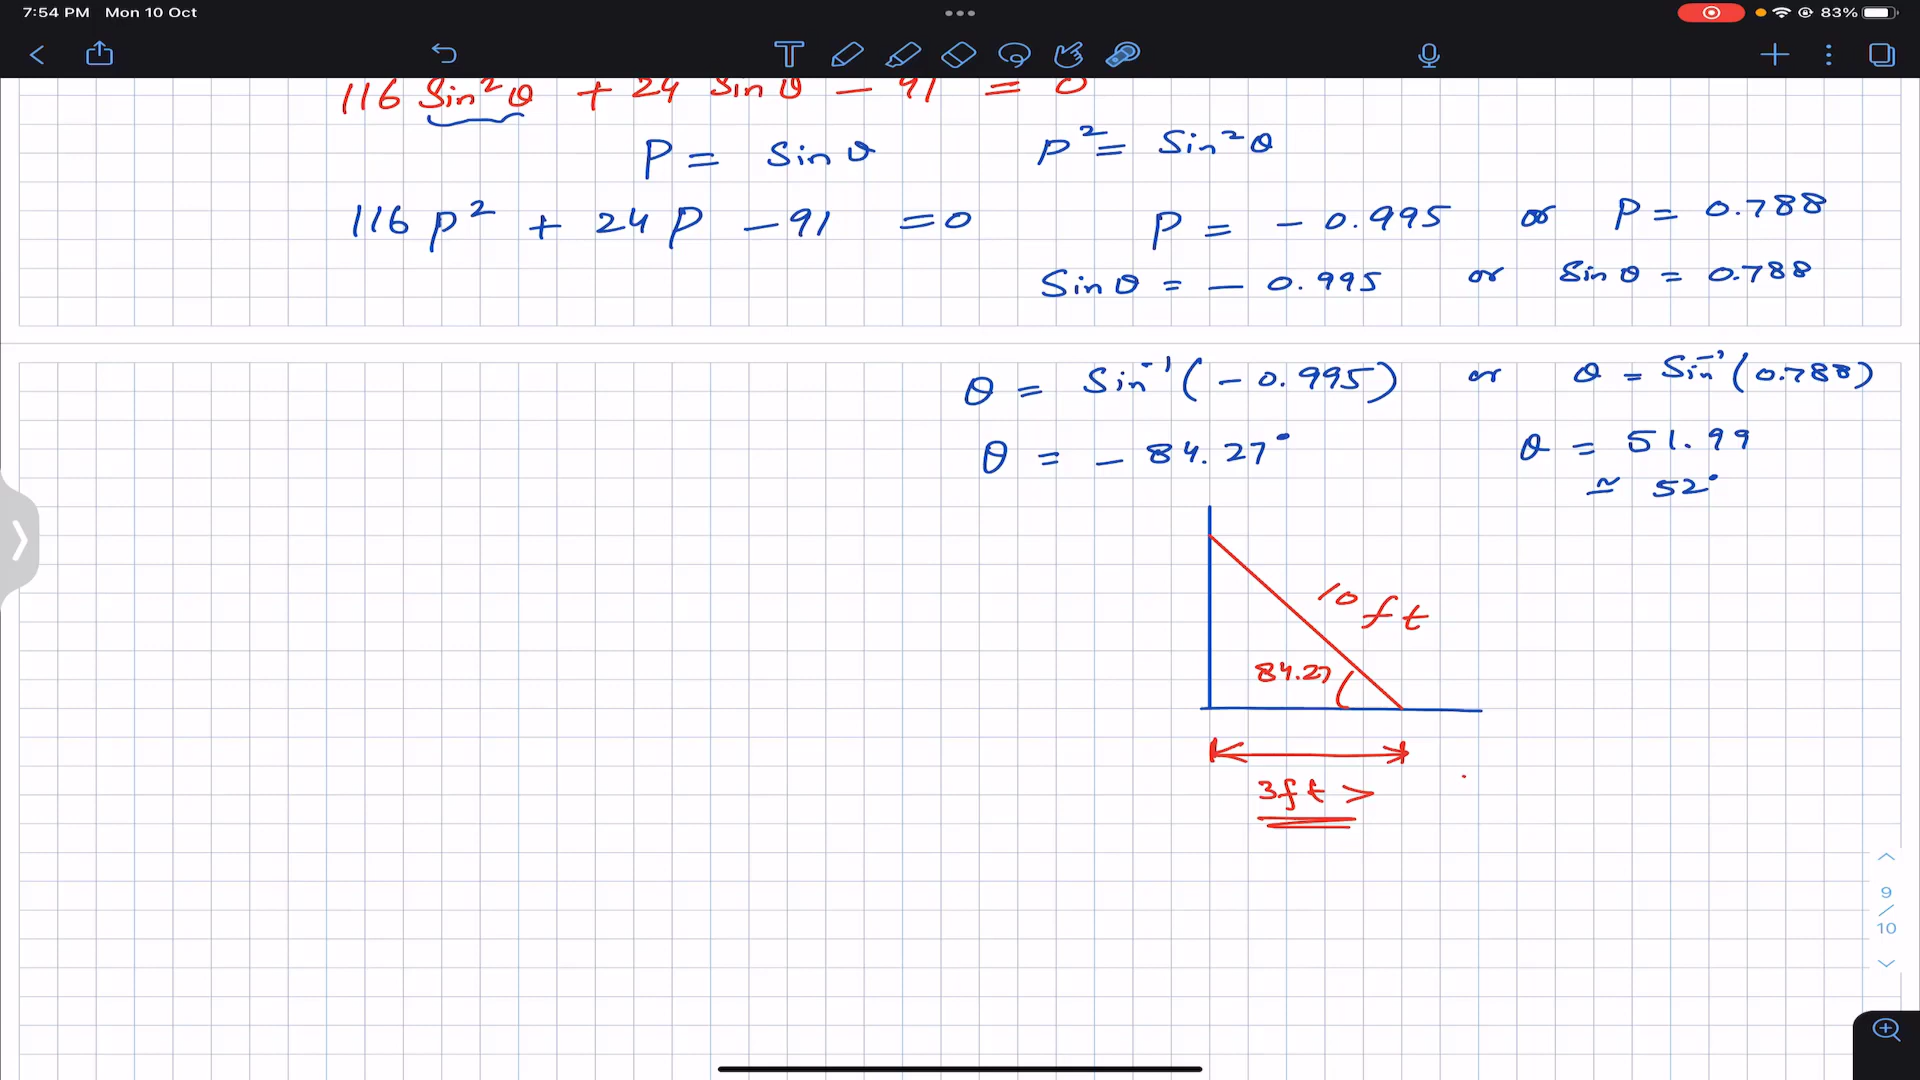 7:54 PM Mon 10 Oct
83%
116 Sin²θ + 24 Sin θ − 91 = 0
P = Sin θ P² = Sin²θ
116 P² + 24 P − 91 = 0 P = − 0.995 or P = 0.788
Sin θ = − 0.995 or Sin θ = 0.788
θ = Sin⁻¹(− 0.995) or θ = Sin⁻¹(0.788)
θ = − 84.27° θ = 51.99
≃ 52°
10 ft
84.27
3ft >
9
/
10